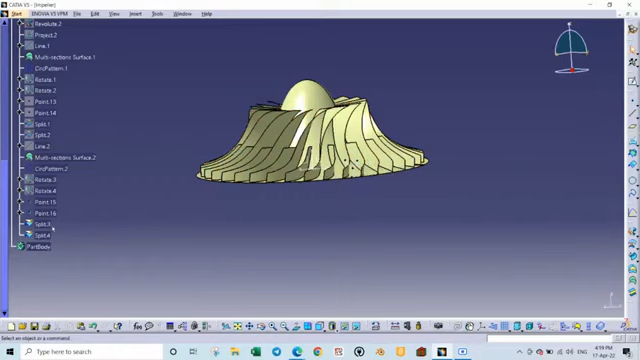 CATIA V5 - [Impeller]
Start ENOVIA V5 VPM File Edit View Insert Tools Window Help
Revolute.2
Project.2
Line.1
Multi-sections Surface.1
CircPattern.1
Rotate.1
Rotate.2
Point.13
Point.14
Split.1
Split.2
Line.2
Multi-sections Surface.2
CircPattern.2
Rotate.3
Rotate.4
Point.15
Point.16
Split.3
Split.4
PartBody
Select an object or a command
Type here to search
ENG
4:59 PM
17-Apr-22